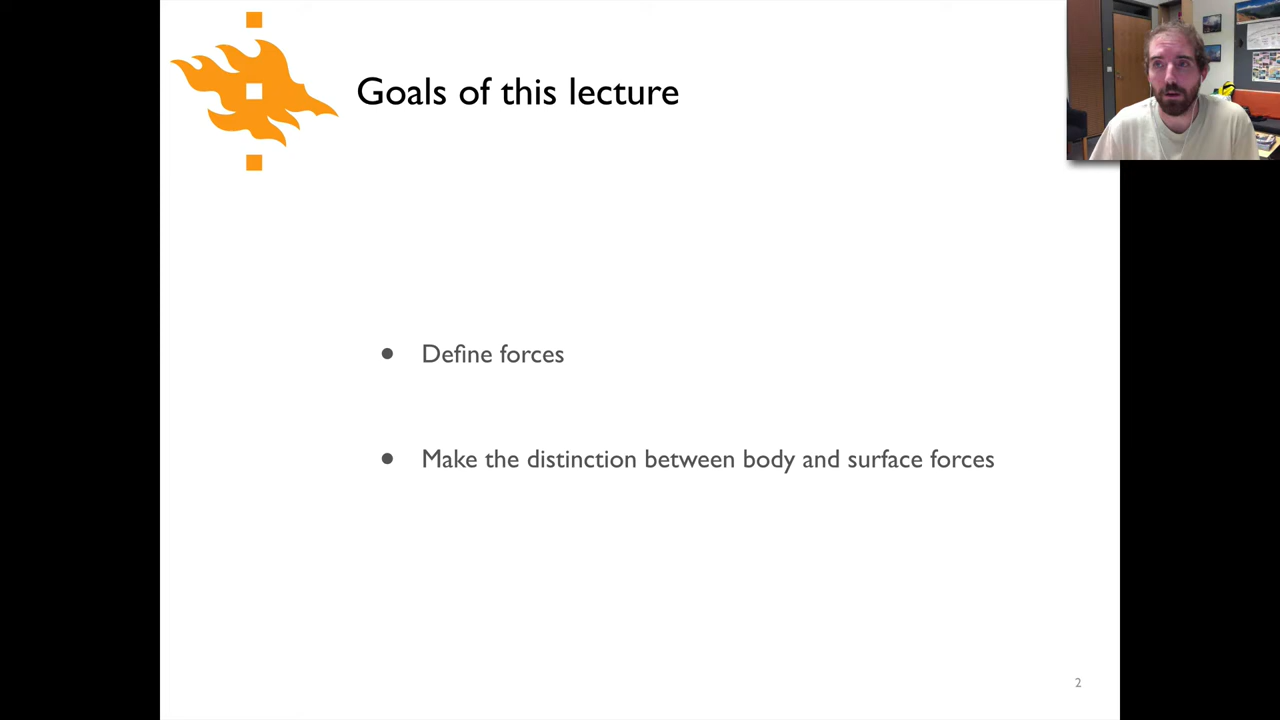 Goals of this lecture
● Define forces
● Make the distinction between body and surface forces
2